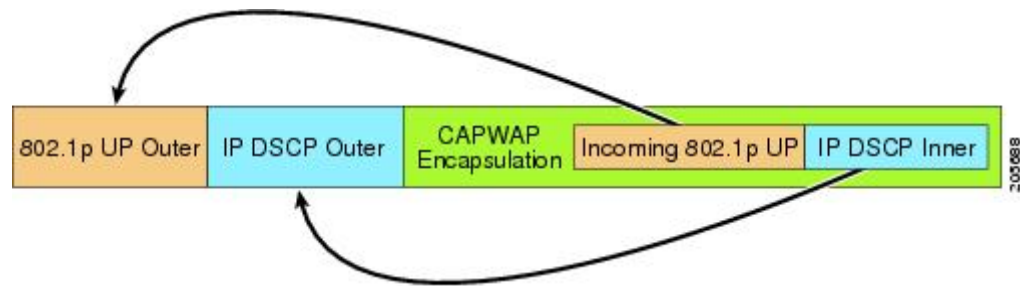 802.1p UP Outer
IP DSCP Outer
CAPWAP
Encapsulation
Incoming 802.1p UP
IP DSCP Inner
205688